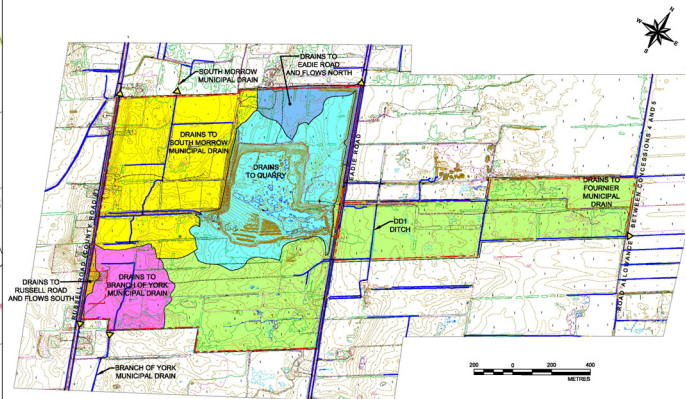 N
W
E
S
DRAINS TO
EADIE ROAD
AND FLOWS NORTH
SOUTH MORROW
MUNICIPAL DRAIN
DRAINS TO
SOUTH MORROW
MUNICIPAL DRAIN
DRAINS
TO QUARRY
EADIE ROAD
DRAINS TO
FOURNIER
MUNICIPAL
DRAIN
ROAD ALLOWANCE BETWEEN CONCESSIONS 4 AND 5
DD1
DITCH
RUSSELL ROAD (COUNTY ROAD
DRAINS TO
RUSSELL ROAD
AND FLOWS SOUTH
DRAINS TO
BRANCH OF YORK
MUNICIPAL DRAIN
BRANCH OF YORK
MUNICIPAL DRAIN
200 0 200 400
METRES